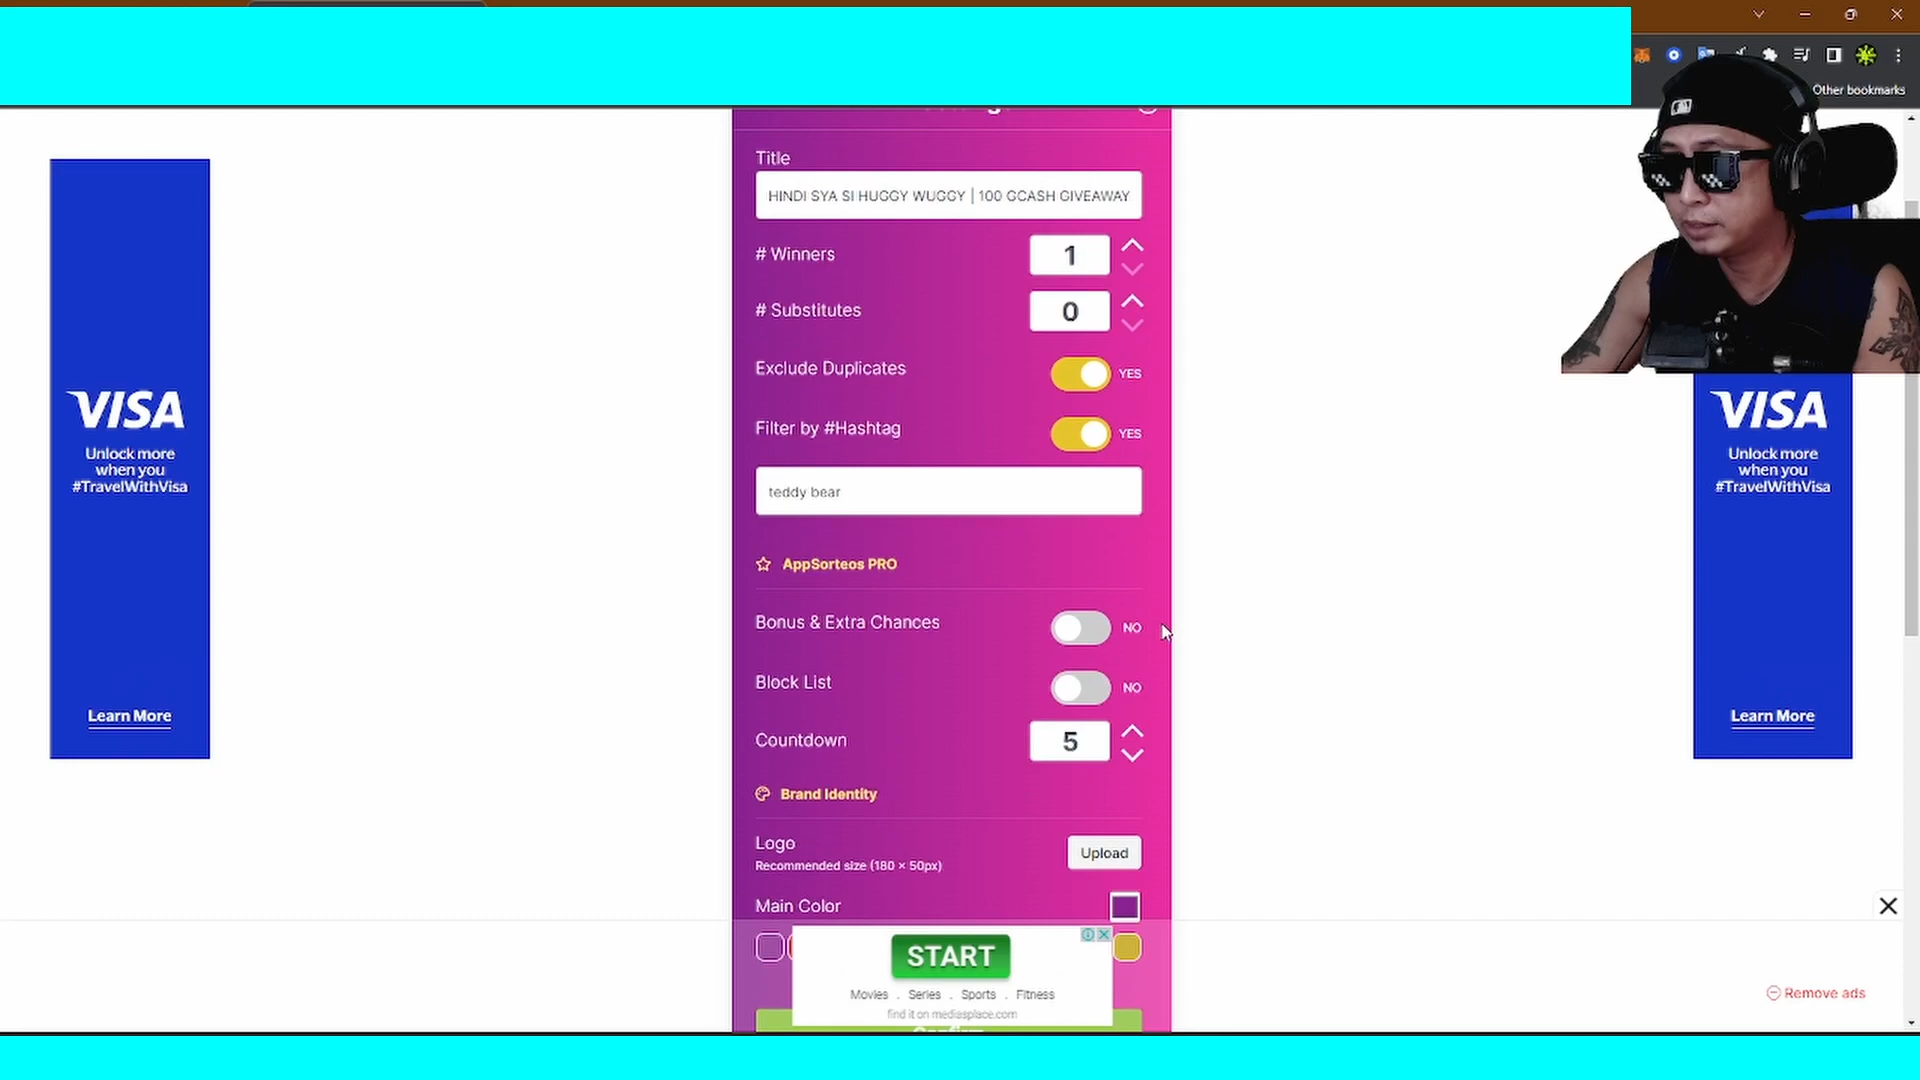 Other bookmarks
Title
HINDI SYA SI HUGGY WUGGY | 100 GCASH GIVEAWAY
# Winners
1
# Substitutes
0
Exclude Duplicates
YES
Filter by #Hashtag
YES
teddy bear
AppSorteos PRO
Bonus & Extra Chances
NO
Block List
NO
Countdown
5
Brand Identity
Logo
Recommended size (180 × 50px)
Upload
Main Color
START
Movies . Series . Sports . Fitness
find it on mediasplace.com
VISA
Unlock more
when you
#TravelWithVisa
Learn More
VISA
Unlock more
when you
#TravelWithVisa
Learn More
Remove ads